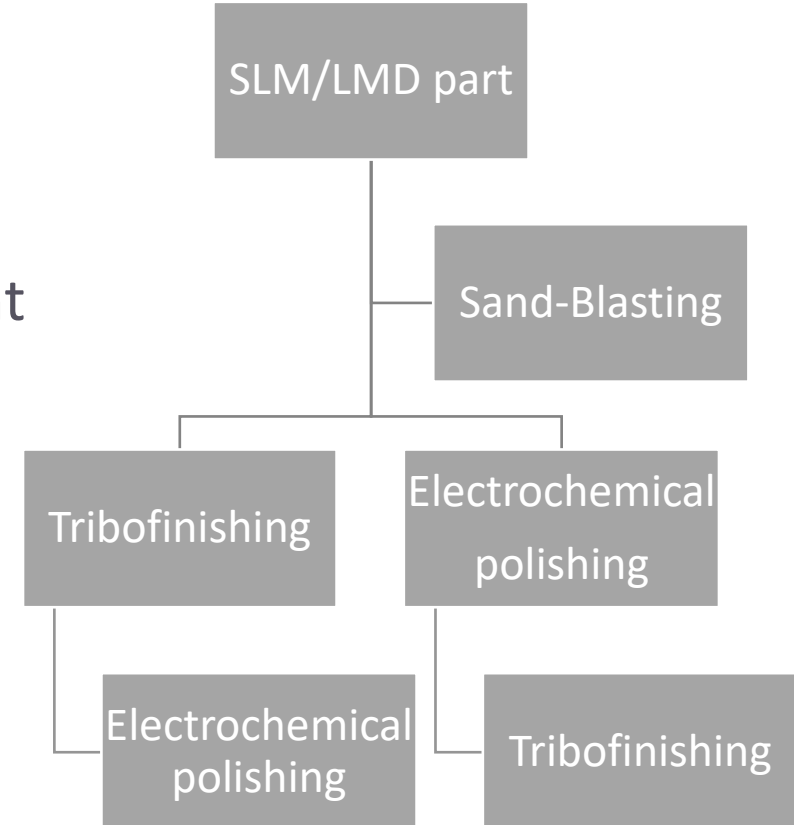 SLM/LMD part
t
Sand-Blasting
Tribofinishing
Electrochemical
polishing
Electrochemical
polishing
Tribofinishing